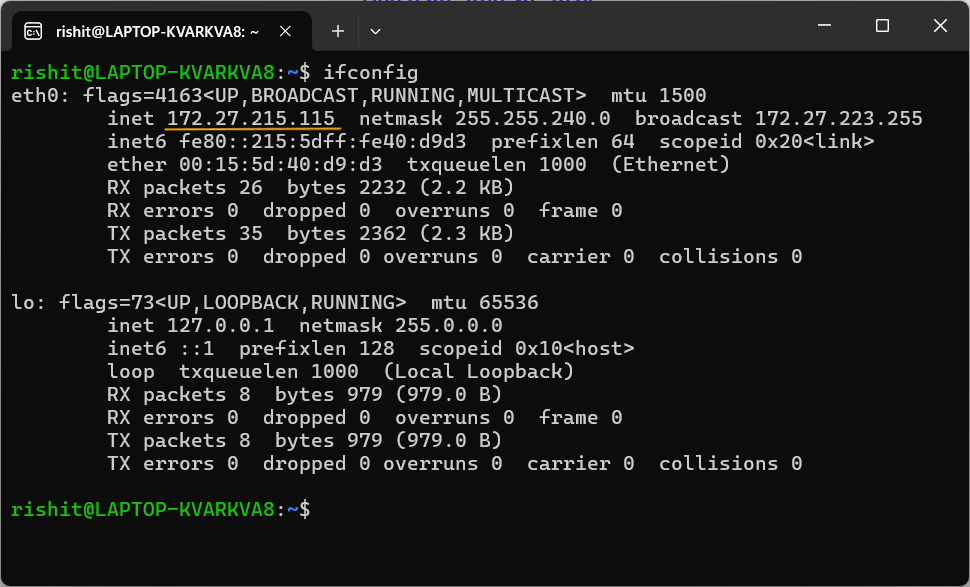 rishit@LAPTOP-KVARKVA8: ~
rishit@LAPTOP-KVARKVA8:~$ ifconfig
eth0: flags=4163<UP,BROADCAST,RUNNING,MULTICAST>  mtu 1500
        inet 172.27.215.115  netmask 255.255.240.0  broadcast 172.27.223.255
        inet6 fe80::215:5dff:fe40:d9d3  prefixlen 64  scopeid 0x20<link>
        ether 00:15:5d:40:d9:d3  txqueuelen 1000  (Ethernet)
        RX packets 26  bytes 2232 (2.2 KB)
        RX errors 0  dropped 0  overruns 0  frame 0
        TX packets 35  bytes 2362 (2.3 KB)
        TX errors 0  dropped 0 overruns 0  carrier 0  collisions 0

lo: flags=73<UP,LOOPBACK,RUNNING>  mtu 65536
        inet 127.0.0.1  netmask 255.0.0.0
        inet6 ::1  prefixlen 128  scopeid 0x10<host>
        loop  txqueuelen 1000  (Local Loopback)
        RX packets 8  bytes 979 (979.0 B)
        RX errors 0  dropped 0  overruns 0  frame 0
        TX packets 8  bytes 979 (979.0 B)
        TX errors 0  dropped 0 overruns 0  carrier 0  collisions 0

rishit@LAPTOP-KVARKVA8:~$